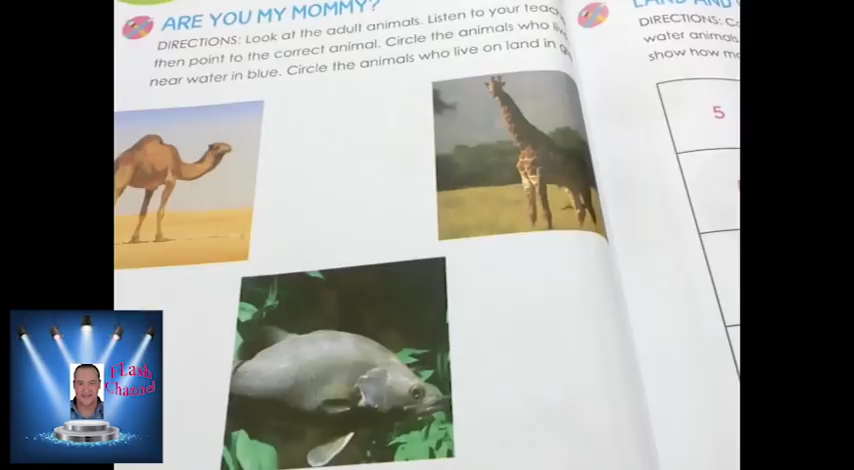 ARE YOU MY MOMMY?
DIRECTIONS: Look at the adult animals. Listen to your
then point to the correct animal. Circle the animals who
near water in blue. Circle the animals who live on land in
LAND AND
DIRECTIONS:
water animals
show how
5
FLash
Channel